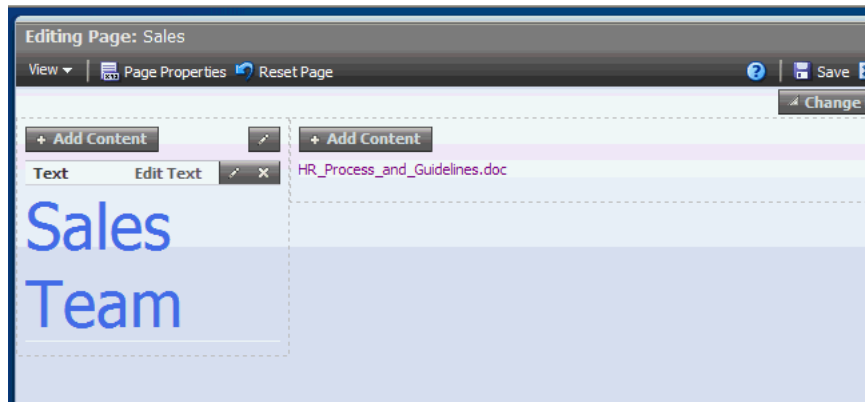 Editing Page: Sales
View Page Properties Reset Page Save
Change
+ Add Content + Add Content
Text Edit Text
HR_Process_and_Guidelines.doc
Sales
Team